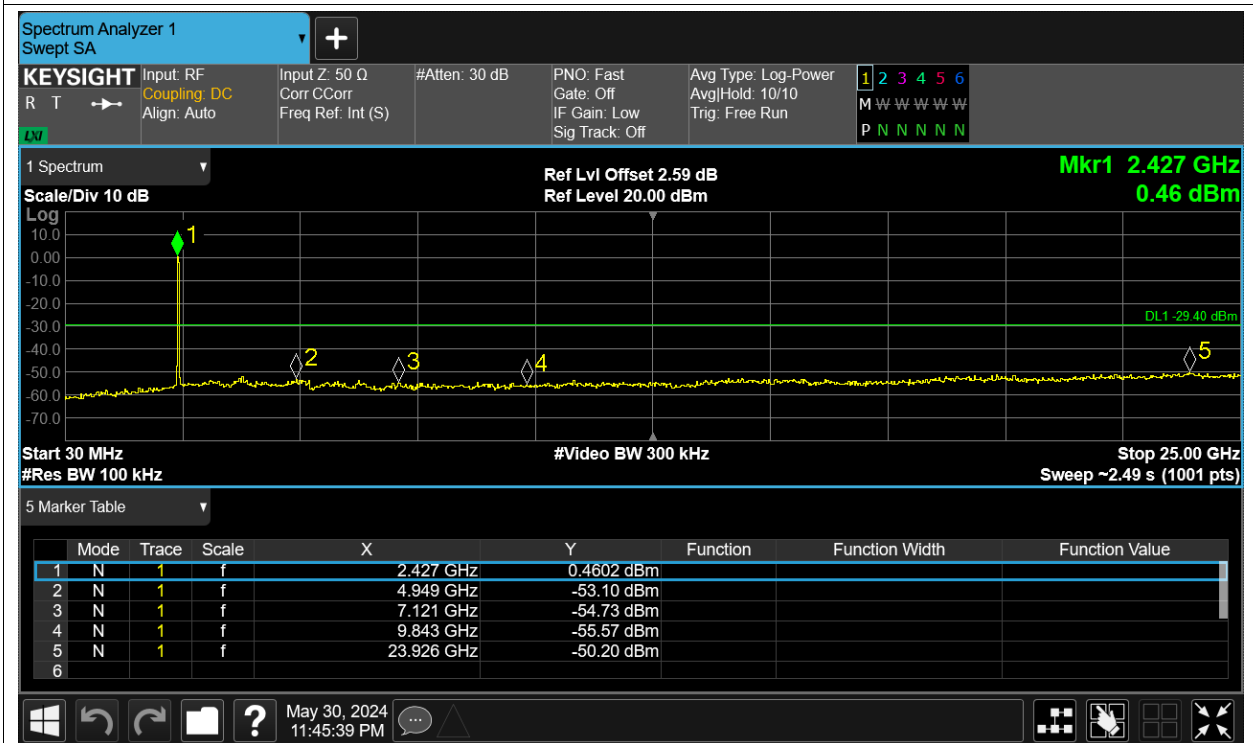 Spectrum Analyzer 1
Swept SA
KEYSIGHT Input: RF Input Z: 50 Ω #Atten: 30 dB PNO: Fast Avg Type: Log-Power 1 2 3 4 5 6
R T Coupling: DC Corr CCorr Gate: Off Avg|Hold: 10/10 M W W W W W
Align: Auto Freq Ref: Int (S) IF Gain: Low Trig: Free Run
LXI Sig Track: Off P N N N N N
1 Spectrum Ref Lvl Offset 2.59 dB Mkr1 2.427 GHz
Scale/Div 10 dB Ref Level 20.00 dBm 0.46 dBm
Log
10.0 1
0.00
-10.0
-20.0
DL1 -29.40 dBm
-30.0
-40.0
2 3 4 5
-50.0
-60.0
-70.0
Start 30 MHz #Video BW 300 kHz Stop 25.00 GHz
#Res BW 100 kHz Sweep ~2.49 s (1001 pts)
5 Marker Table
Mode Trace Scale X Y Function Function Width Function Value
1 N 1 f 2.427 GHz 0.4602 dBm
2 N 1 f 4.949 GHz -53.10 dBm
3 N 1 f 7.121 GHz -54.73 dBm
4 N 1 f 9.843 GHz -55.57 dBm
5 N 1 f 23.926 GHz -50.20 dBm
6
? May 30, 2024
11:45:39 PM